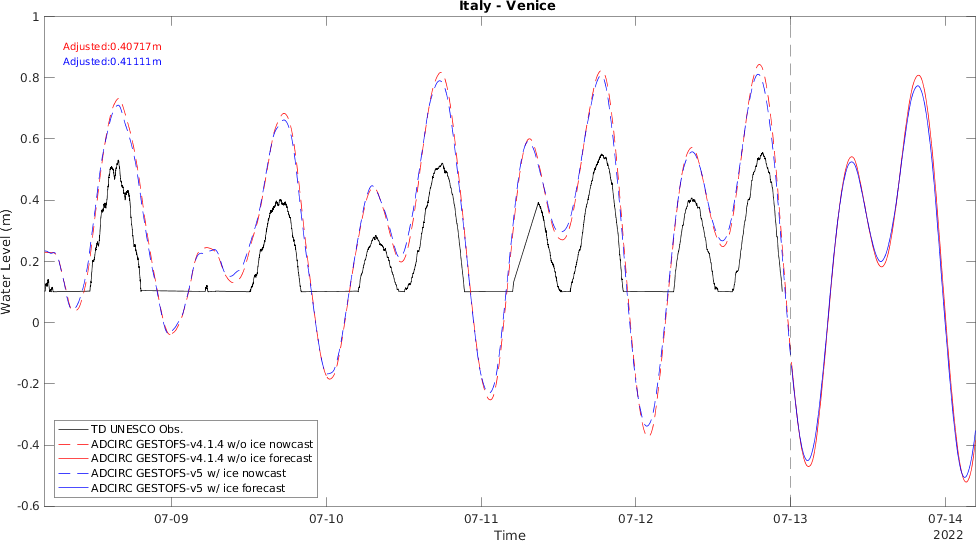 Italy - Venice
Adjusted:0.40717m
Adjusted:0.41111m
Water Level (m)
1
0.8
0.6
0.4
0.2
0
-0.2
-0.4
-0.6
TD UNESCO Obs.
ADCIRC GESTOFS-v4.1.4 w/o ice nowcast
ADCIRC GESTOFS-v4.1.4 w/o ice forecast
ADCIRC GESTOFS-v5 w/ ice nowcast
ADCIRC GESTOFS-v5 w/ ice forecast
07-09 07-10 07-11 07-12 07-13 07-14
Time
2022